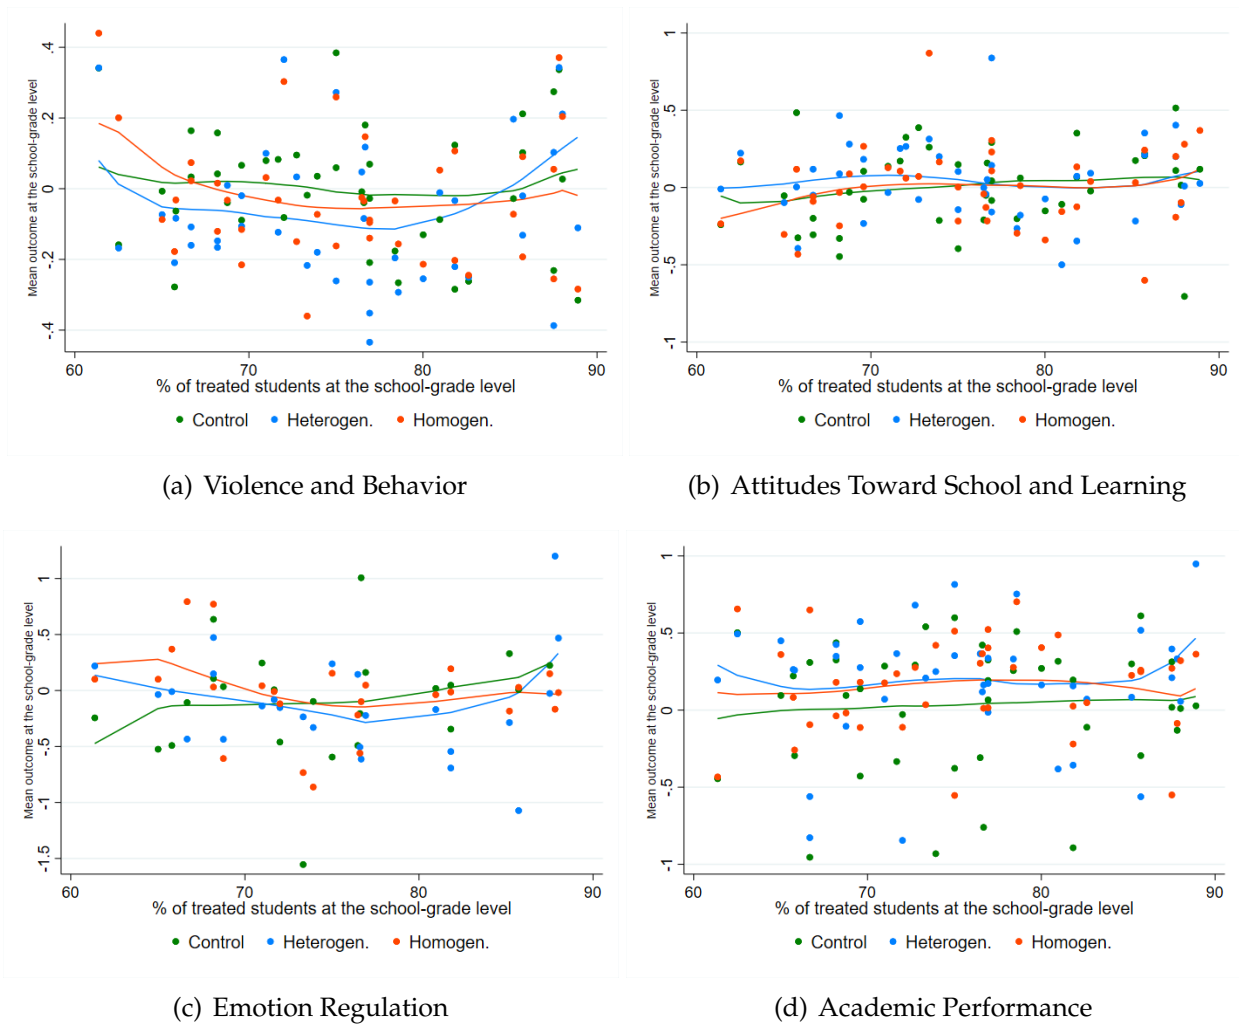 Mean outcome at the school-grade level
.4
.2
0
-.2
-.4
60 70 80 90
% of treated students at the school-grade level
Control Heterogen. Homogen.
(a) Violence and Behavior
Mean outcome at the school-grade level
1
.5
0
-.5
-1
60 70 80 90
% of treated students at the school-grade level
Control Heterogen. Homogen.
(b) Attitudes Toward School and Learning
Mean outcome at the school-grade level
1
.5
0
-.5
-1
-1.5
60 70 80 90
% of treated students at the school-grade level
Control Heterogen. Homogen.
(c) Emotion Regulation
Mean outcome at the school-grade level
1
.5
0
-.5
-1
60 70 80 90
% of treated students at the school-grade level
Control Heterogen. Homogen.
(d) Academic Performance